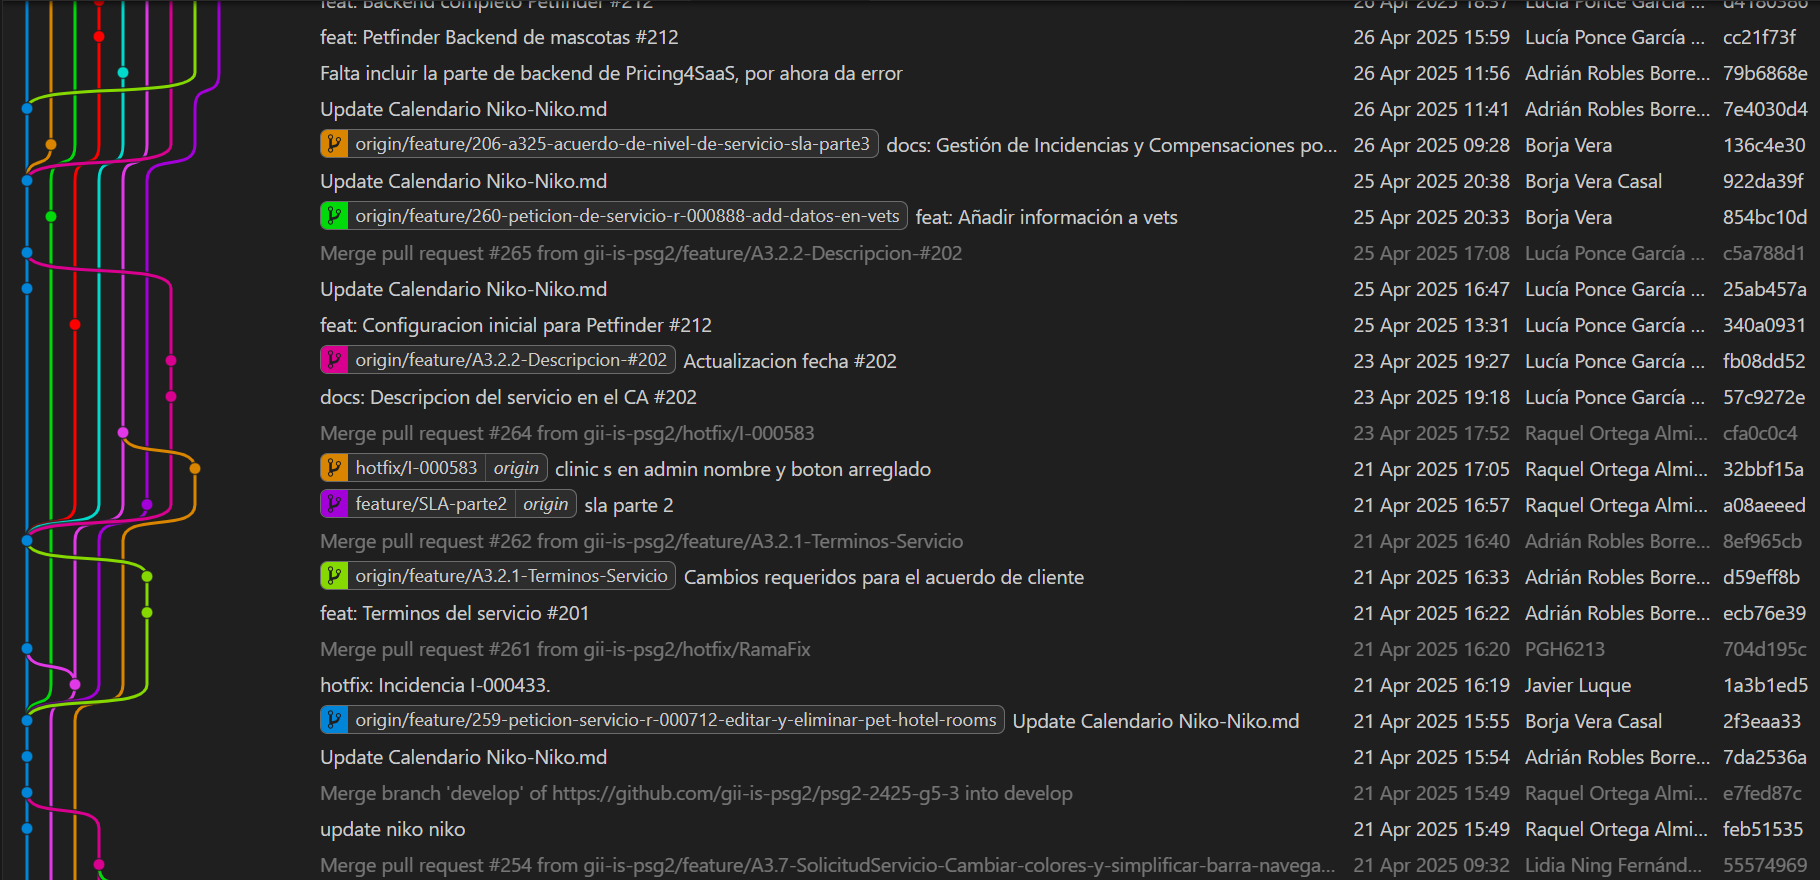 feat: Backend completo Petfinder #212 26 Apr 2025 18:37 Lucía Ponce García ... d4180386
feat: Petfinder Backend de mascotas #212 26 Apr 2025 15:59 Lucía Ponce García ... cc21f73f
Falta incluir la parte de backend de Pricing4SaaS, por ahora da error 26 Apr 2025 11:56 Adrián Robles Borre... 79b6868e
Update Calendario Niko-Niko.md 26 Apr 2025 11:41 Adrián Robles Borre... 7e4030d4
origin/feature/206-a325-acuerdo-de-nivel-de-servicio-sla-parte3 docs: Gestión de Incidencias y Compensaciones po... 26 Apr 2025 09:28 Borja Vera 136c4e30
Update Calendario Niko-Niko.md 25 Apr 2025 20:38 Borja Vera Casal 922da39f
origin/feature/260-peticion-de-servicio-r-000888-add-datos-en-vets feat: Añadir información a vets 25 Apr 2025 20:33 Borja Vera 854bc10d
Merge pull request #265 from gii-is-psg2/feature/A3.2.2-Descripcion-#202 25 Apr 2025 17:08 Lucía Ponce García ... c5a788d1
Update Calendario Niko-Niko.md 25 Apr 2025 16:47 Lucía Ponce García ... 25ab457a
feat: Configuracion inicial para Petfinder #212 25 Apr 2025 13:31 Lucía Ponce García ... 340a0931
origin/feature/A3.2.2-Descripcion-#202 Actualizacion fecha #202 23 Apr 2025 19:27 Lucía Ponce García ... fb08dd52
docs: Descripcion del servicio en el CA #202 23 Apr 2025 19:18 Lucía Ponce García ... 57c9272e
Merge pull request #264 from gii-is-psg2/hotfix/I-000583 23 Apr 2025 17:52 Raquel Ortega Almi... cfa0c0c4
hotfix/I-000583 origin clinic s en admin nombre y boton arreglado 21 Apr 2025 17:05 Raquel Ortega Almi... 32bbf15a
feature/SLA-parte2 origin sla parte 2 21 Apr 2025 16:57 Raquel Ortega Almi... a08aeeed
Merge pull request #262 from gii-is-psg2/feature/A3.2.1-Terminos-Servicio 21 Apr 2025 16:40 Adrián Robles Borre... 8ef965cb
origin/feature/A3.2.1-Terminos-Servicio Cambios requeridos para el acuerdo de cliente 21 Apr 2025 16:33 Adrián Robles Borre... d59eff8b
feat: Terminos del servicio #201 21 Apr 2025 16:22 Adrián Robles Borre... ecb76e39
Merge pull request #261 from gii-is-psg2/hotfix/RamaFix 21 Apr 2025 16:20 PGH6213 704d195c
hotfix: Incidencia I-000433. 21 Apr 2025 16:19 Javier Luque 1a3b1ed5
origin/feature/259-peticion-servicio-r-000712-editar-y-eliminar-pet-hotel-rooms Update Calendario Niko-Niko.md 21 Apr 2025 15:55 Borja Vera Casal 2f3eaa33
Update Calendario Niko-Niko.md 21 Apr 2025 15:54 Adrián Robles Borre... 7da2536a
Merge branch 'develop' of https://github.com/gii-is-psg2/psg2-2425-g5-3 into develop 21 Apr 2025 15:49 Raquel Ortega Almi... e7fed87c
update niko niko 21 Apr 2025 15:49 Raquel Ortega Almi... feb51535
Merge pull request #254 from gii-is-psg2/feature/A3.7-SolicitudServicio-Cambiar-colores-y-simplificar-barra-navega... 21 Apr 2025 09:32 Lidia Ning Fernánd... 55574969